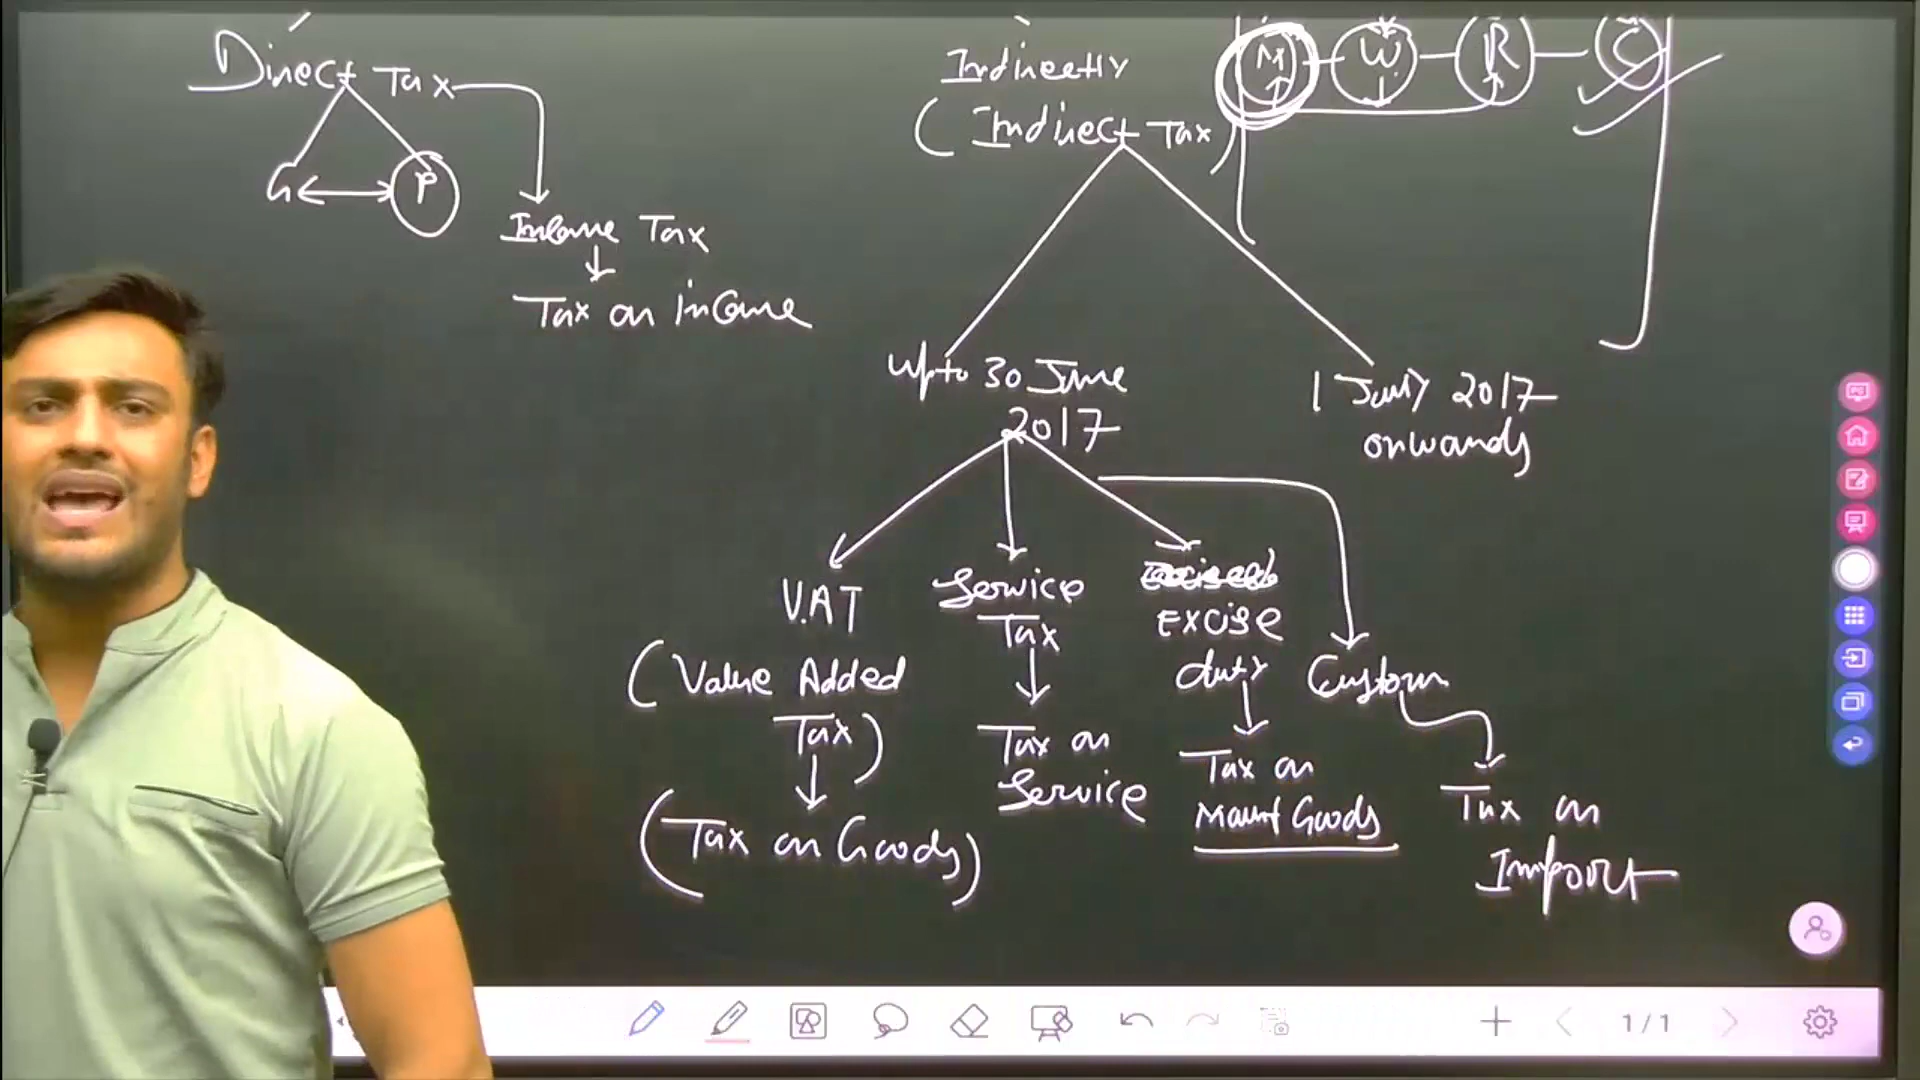 Direct Tax
G
P
Income Tax
Tax on Income
Indirectly
(Indirect Tax)
M W R C
Upto 30 June
2017
1 July 2017
onwards
V.A.T
(Value Added
Tax)
(Tax on Goods)
Service
Tax
Tax on
Service
Excise
duty
Tax on
Manuf Goods
Custom
Tax on
Import
1/1